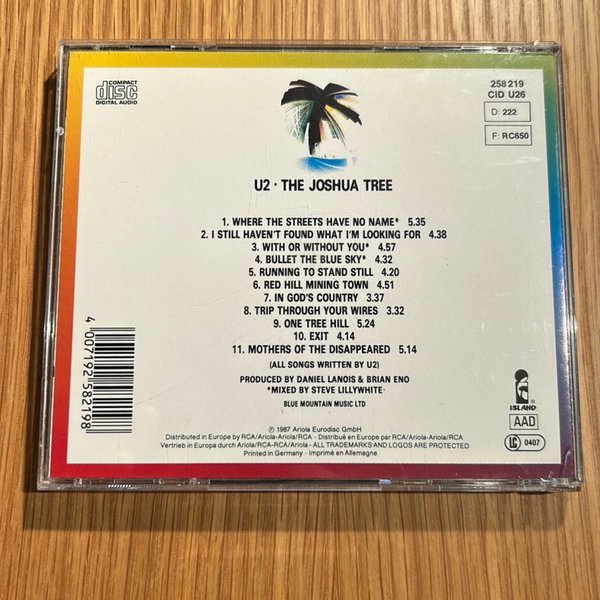 COMPACT
disc
DIGITAL AUDIO
258 219
CID U26
D: 222
F: RC650
U2 · THE JOSHUA TREE
1. WHERE THE STREETS HAVE NO NAME* 5.35
2. I STILL HAVEN'T FOUND WHAT I'M LOOKING FOR 4.38
3. WITH OR WITHOUT YOU* 4.57
4. BULLET THE BLUE SKY* 4.32
5. RUNNING TO STAND STILL 4.20
6. RED HILL MINING TOWN 4.51
7. IN GOD'S COUNTRY 3.37
8. TRIP THROUGH YOUR WIRES 3.32
9. ONE TREE HILL 5.24
10. EXIT 4.14
11. MOTHERS OF THE DISAPPEARED 5.14
(ALL SONGS WRITTEN BY U2)
PRODUCED BY DANIEL LANOIS & BRIAN ENO
*MIXED BY STEVE LILLYWHITE·
BLUE MOUNTAIN MUSIC LTD
4 007192 582198
ISLAND
AAD
LC 0407
℗ 1987 Ariola Eurodisc GmbH
Distributed in Europe by RCA/Ariola-Ariola/RCA · Distribué en Europe par RCA/Ariola-Ariola/RCA
Vertrieb in Europa durch Ariola/RCA-RCA/Ariola · ALL TRADEMARKS AND LOGOS ARE PROTECTED
Printed in Germany · Imprimé en Allemagne